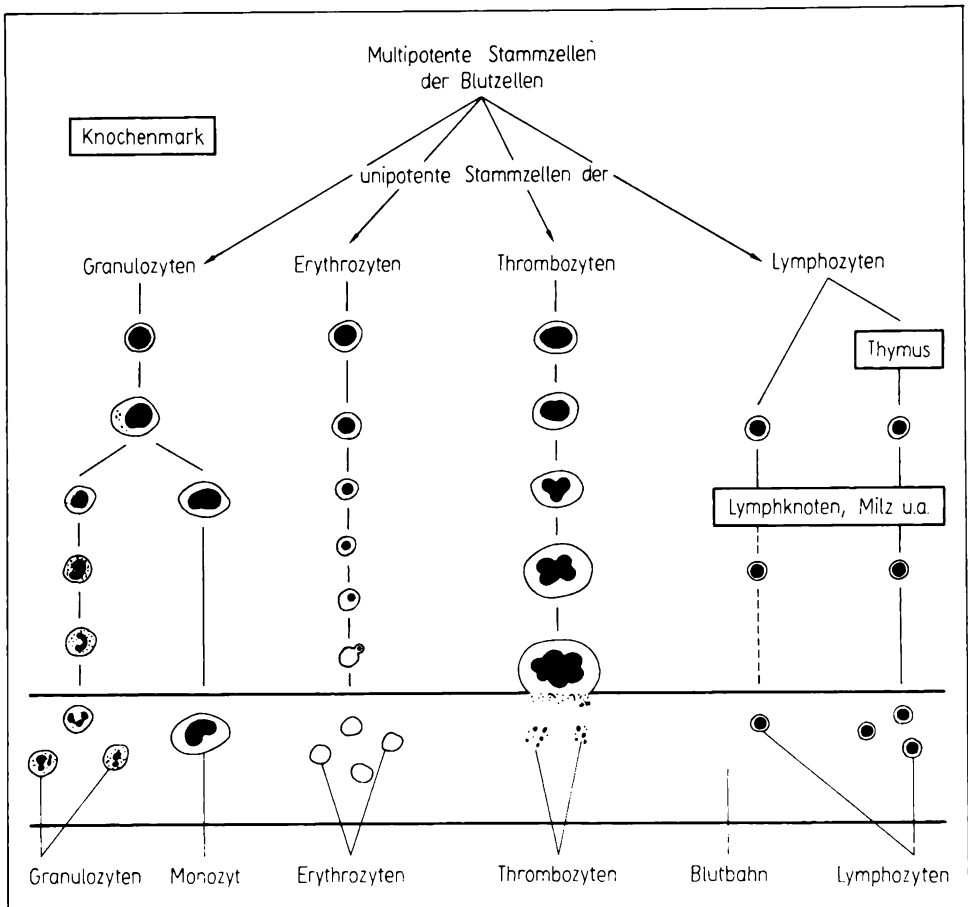 Multipotente Stammzellen
der Blutzellen
Knochenmark
unipotente Stammzellen der
Granulozyten Erythrozyten Thrombozyten Lymphozyten
Thymus
Lymphknoten, Milz u.a.
Granulozyten Monozyt Erythrozyten Thrombozyten Blutbahn Lymphozyten